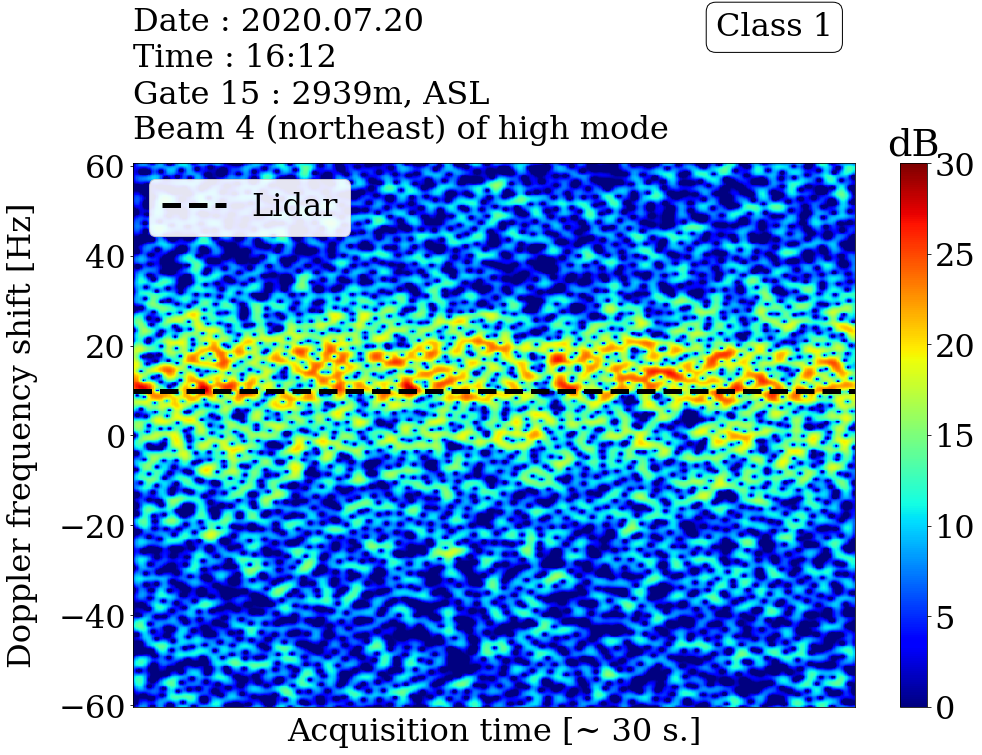 Date : 2020.07.20
Class 1
Time : 16:12
Gate 15 : 2939m, ASL
Beam 4 (northeast) of high mode
dB
Lidar
Doppler frequency shift [Hz]
60
40
20
0
−20
−40
−60
Acquisition time [~ 30 s.]
30
25
20
15
10
5
0